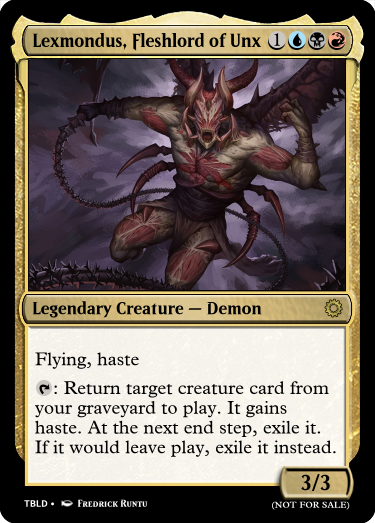 Lexmondus, Fleshlord of Unx 1
Legendary Creature — Demon
Flying, haste
: Return target creature card from
your graveyard to play. It gains
haste. At the next end step, exile it.
If it would leave play, exile it instead.
3/3
TBLD • Fredrick Runtu
(NOT FOR SALE)